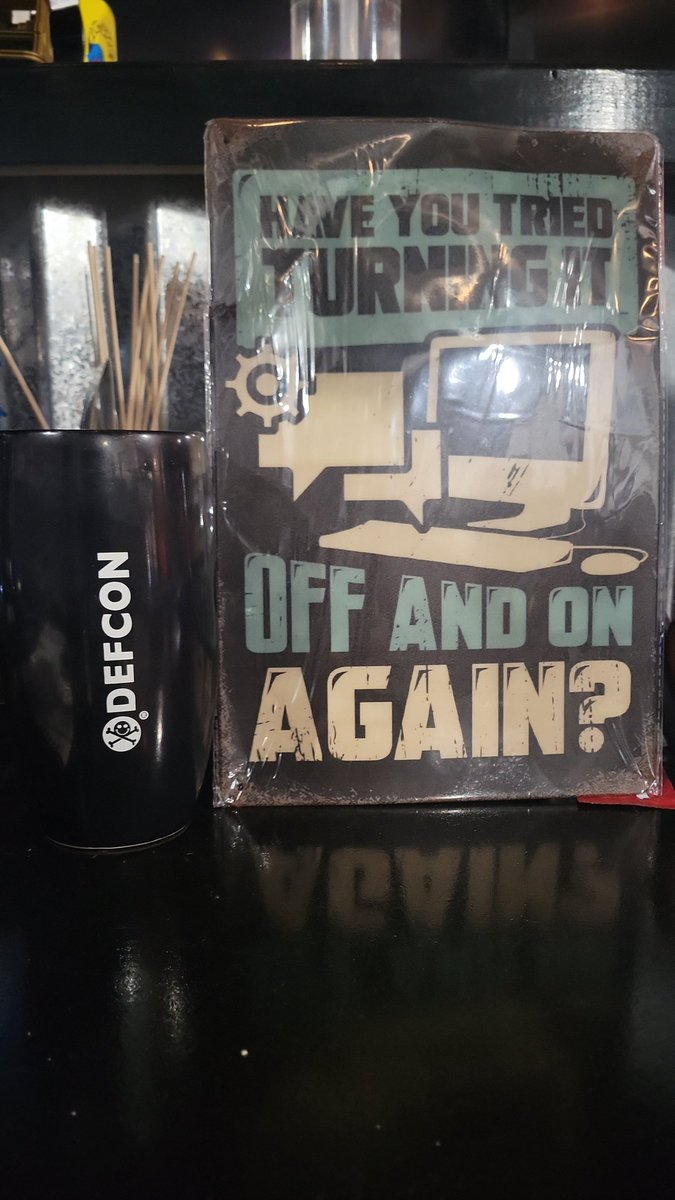 HAVE YOU TRIED
TURNING IT
OFF AND ON
AGAIN?
DEFCON
®